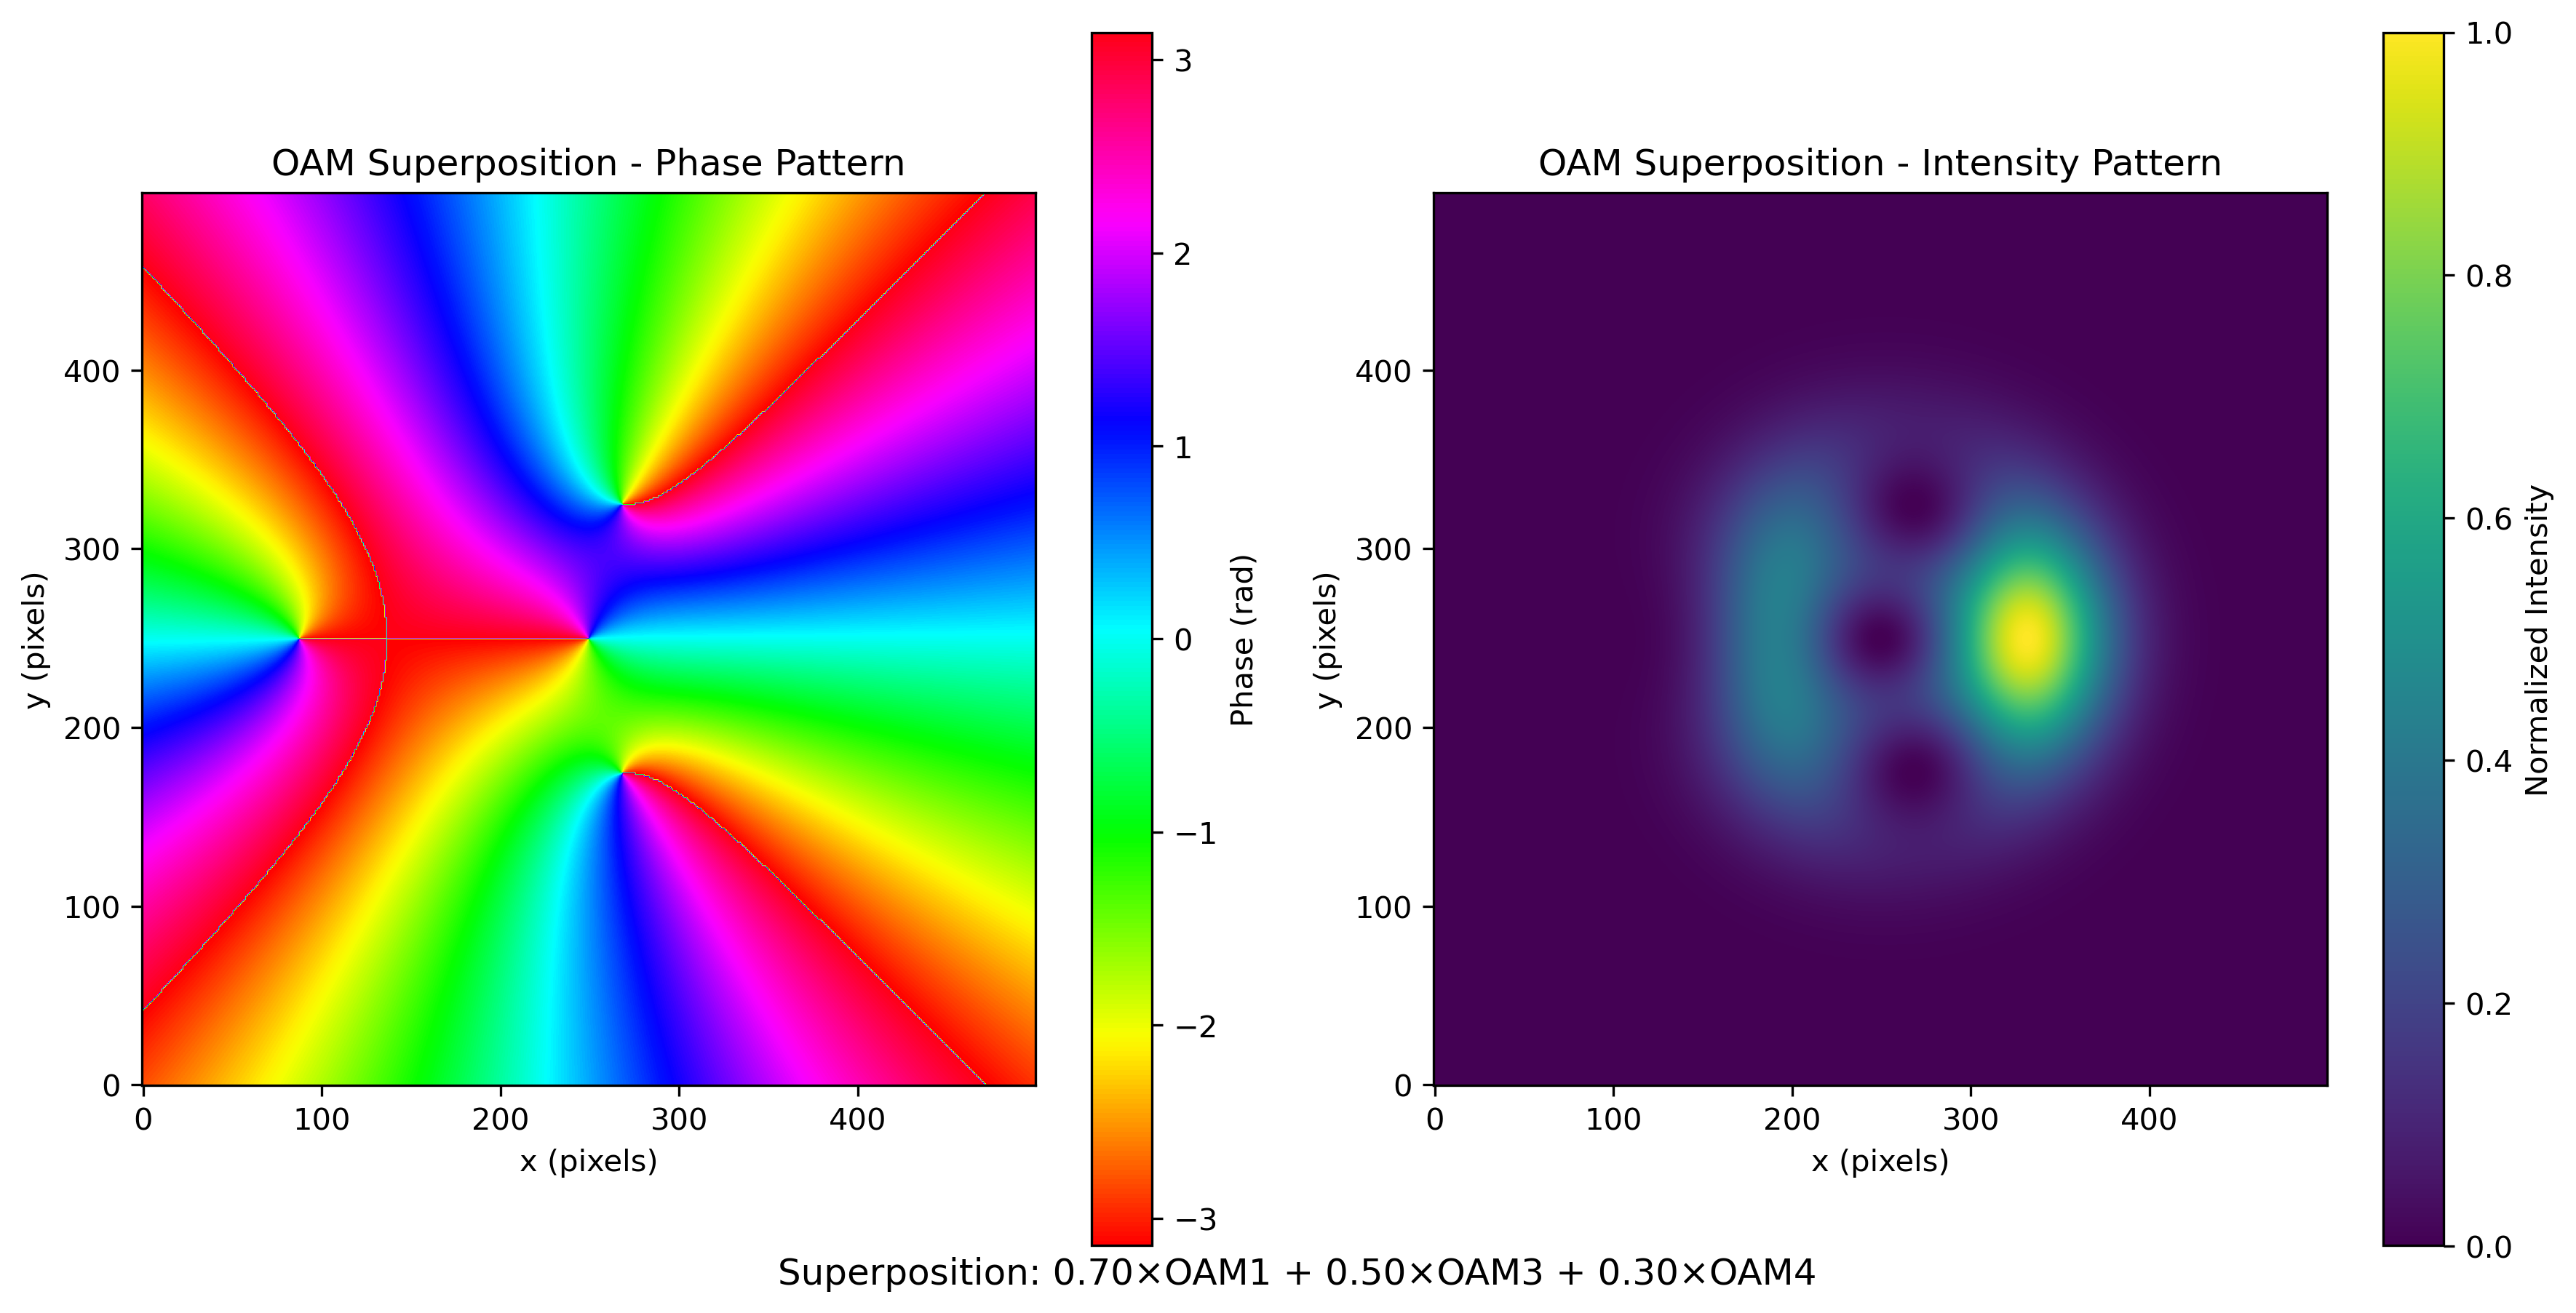 OAM Superposition - Phase Pattern
400
300
200
100
0
0 100 200 300 400
x (pixels)
y (pixels)
3
2
1
0
−1
−2
−3
Phase (rad)
OAM Superposition - Intensity Pattern
400
300
200
100
0
0 100 200 300 400
x (pixels)
y (pixels)
1.0
0.8
0.6
0.4
0.2
0.0
Normalized Intensity
Superposition: 0.70×OAM1 + 0.50×OAM3 + 0.30×OAM4